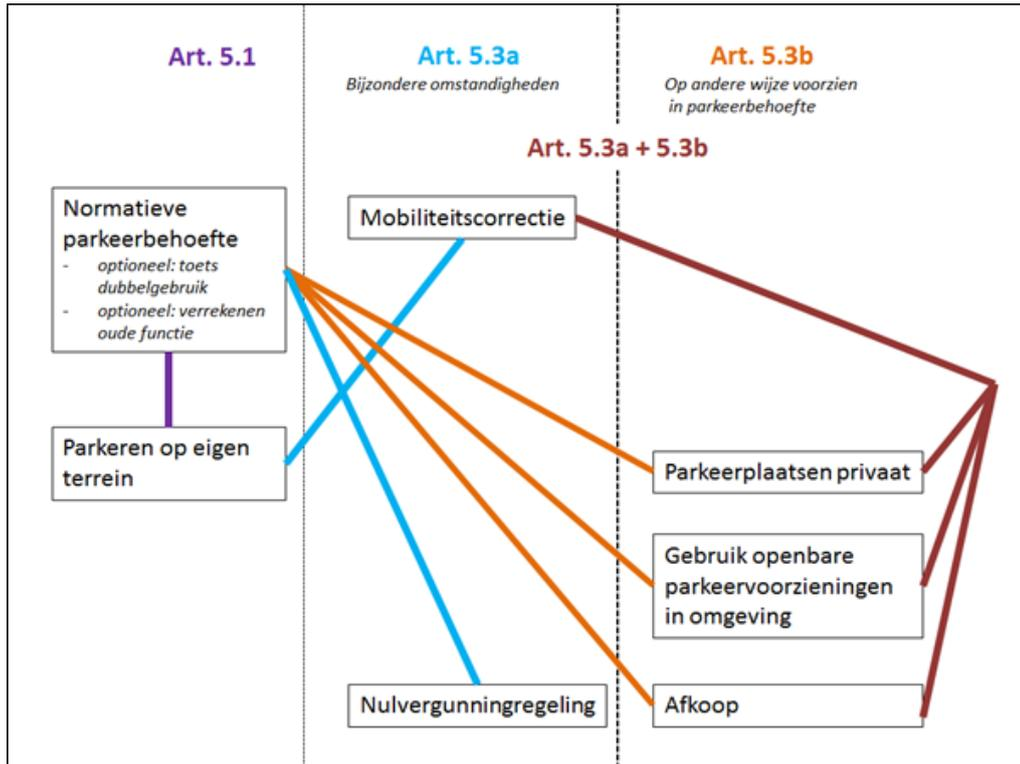 Art. 5.1
Art. 5.3a
Bijzondere omstandigheden
Art. 5.3b
Op andere wijze voorzien
in parkeerbehoefte
Art. 5.3a + 5.3b
Normatieve
parkeerbehoefte
- optioneel: toets
dubbelgebruik
- optioneel: verrekenen
oude functie
Mobiliteitscorrectie
Parkeren op eigen
terrein
Parkeerplaatsen privaat
Gebruik openbare
parkeervoorzieningen
in omgeving
Nulvergunningregeling
Afkoop